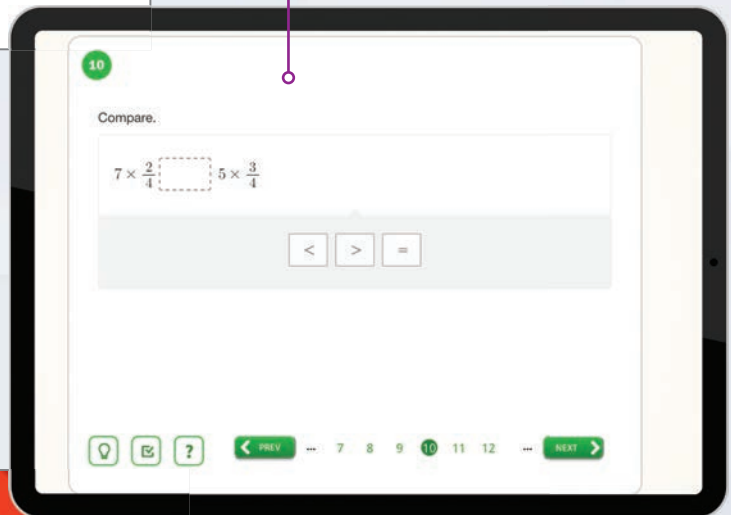 10
Compare.
7 × 2/4 5 × 3/4
< > =
? PREV ... 7 8 9 10 11 12 ... NEXT